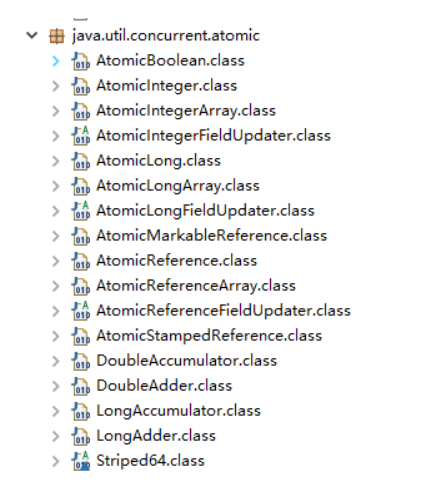 java.util.concurrent.atomic
AtomicBoolean.class
AtomicInteger.class
AtomicIntegerArray.class
AtomicIntegerFieldUpdater.class
AtomicLong.class
AtomicLongArray.class
AtomicLongFieldUpdater.class
AtomicMarkableReference.class
AtomicReference.class
AtomicReferenceArray.class
AtomicReferenceFieldUpdater.class
AtomicStampedReference.class
DoubleAccumulator.class
DoubleAdder.class
LongAccumulator.class
LongAdder.class
Striped64.class